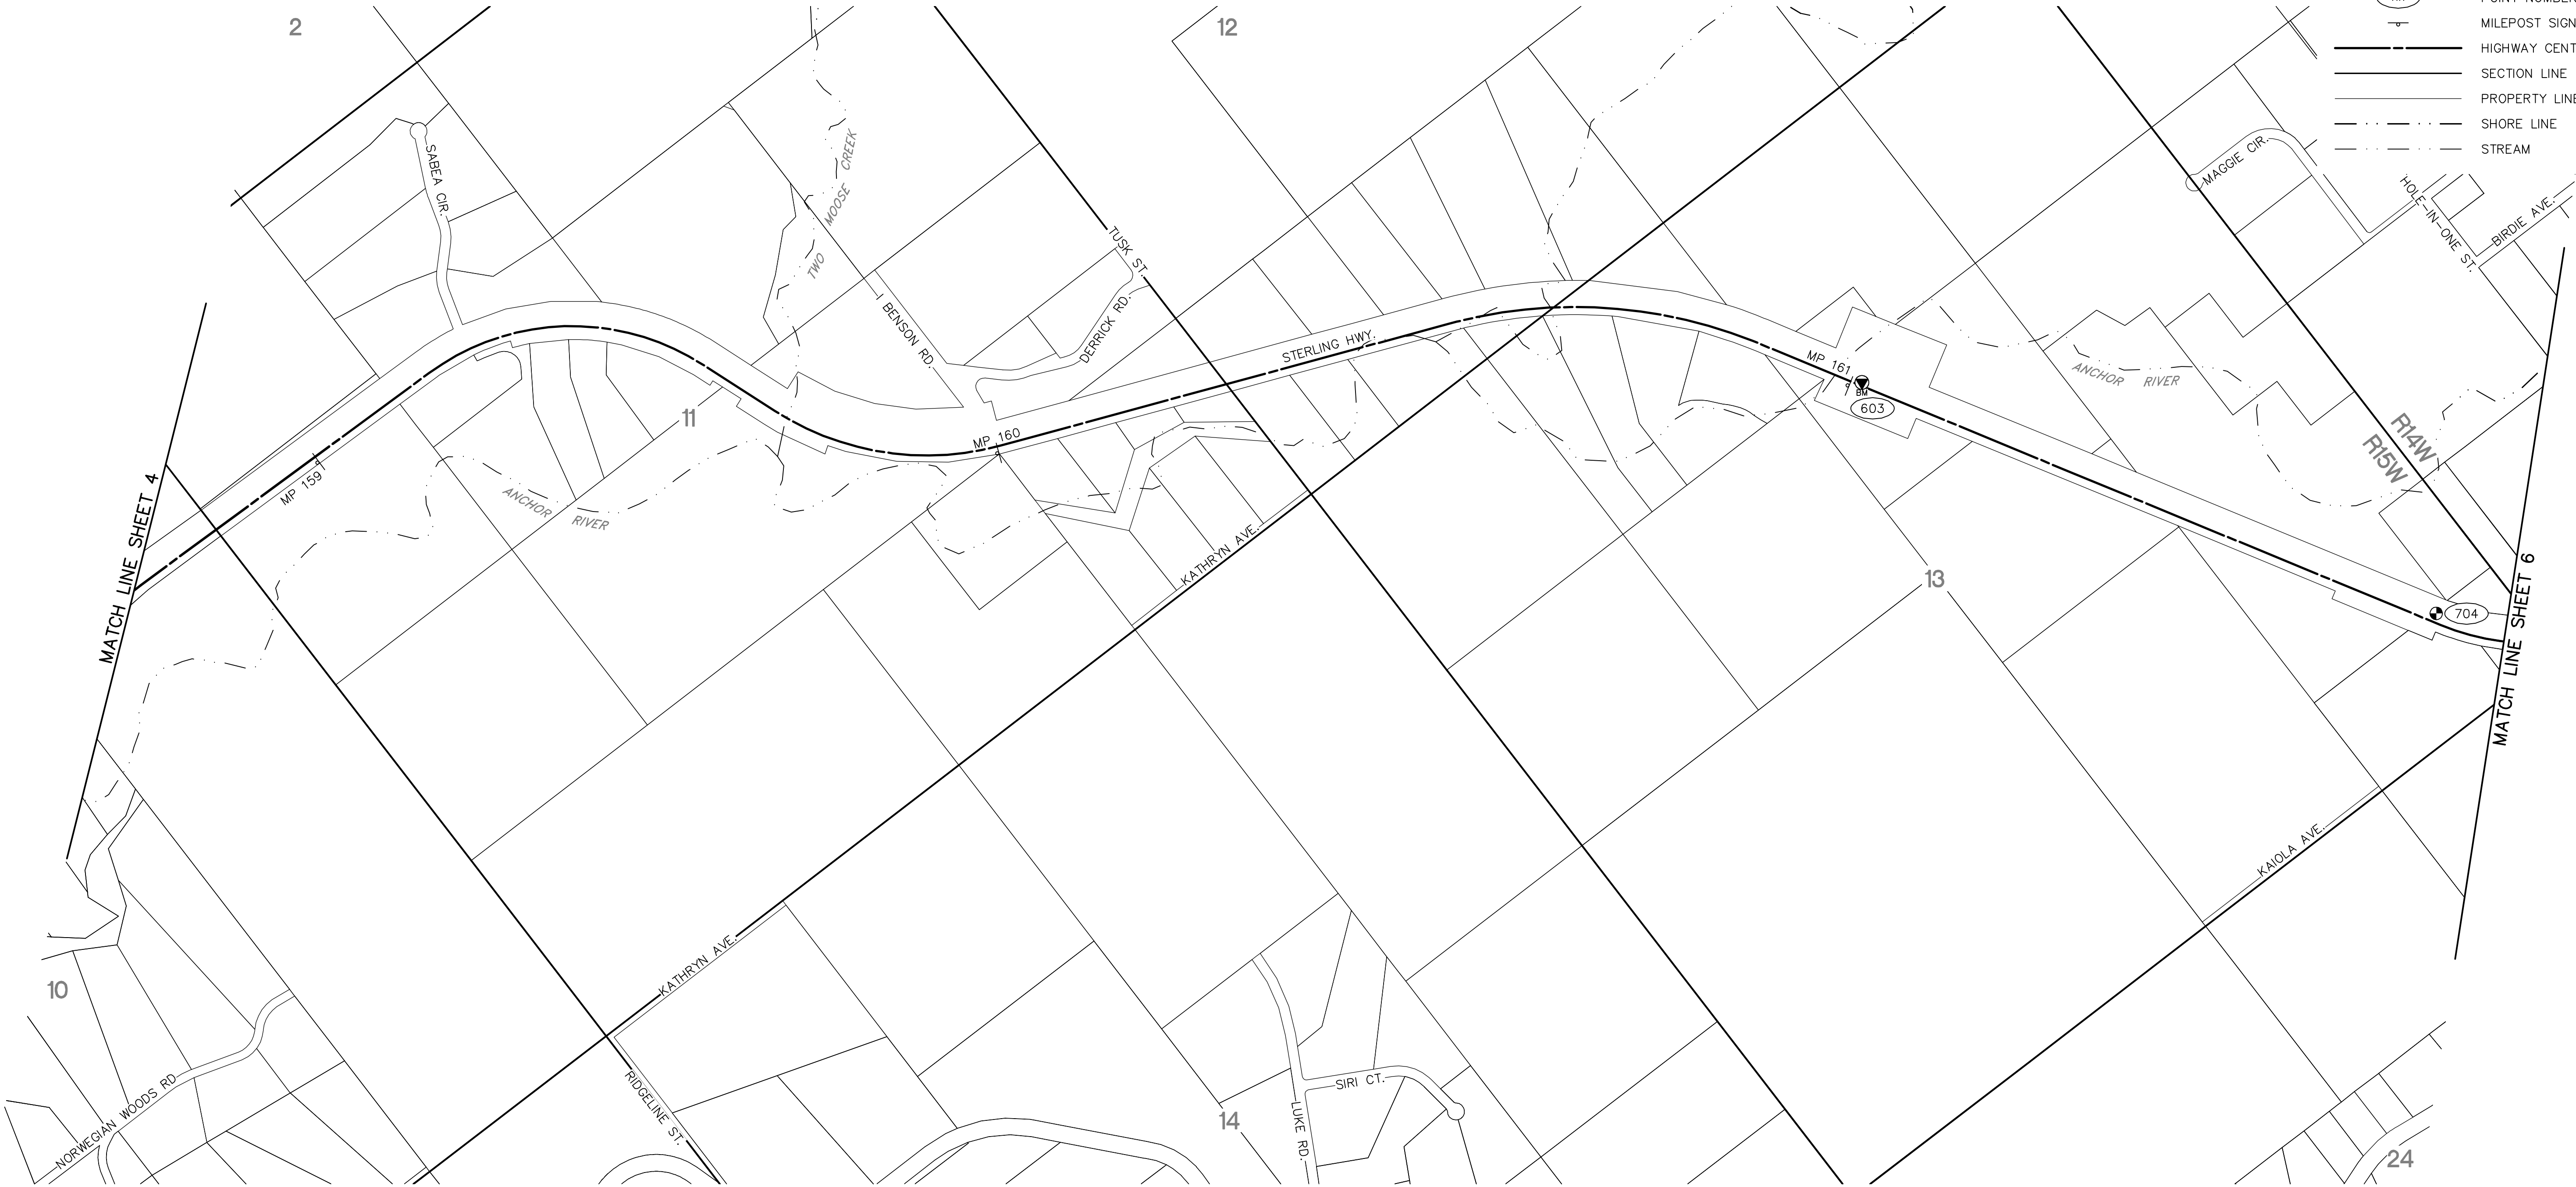 2
12
POINT NUMBER
MILEPOST SIGN
HIGHWAY CENT
SECTION LINE
PROPERTY LINE
SHORE LINE
STREAM
SABEA CIR.
TWO MOOSE CREEK
TUSK ST.
BENSON RD.
DERRICK RD.
STERLING HWY.
MAGGIE CIR.
HOLE-IN-ONE ST.
BIRDIE AVE.
MP 161
BM
603
ANCHOR RIVER
R14W
R15W
11
MP 160
MP 159
ANCHOR RIVER
MATCH LINE SHEET 4
KATHRYN AVE.
13
704
MATCH LINE SHEET 6
KAIOLA AVE.
KATHRYN AVE.
10
NORWEGIAN WOODS RD
RIDGELINE ST.
SIRI CT.
LUKE RD.
14
24